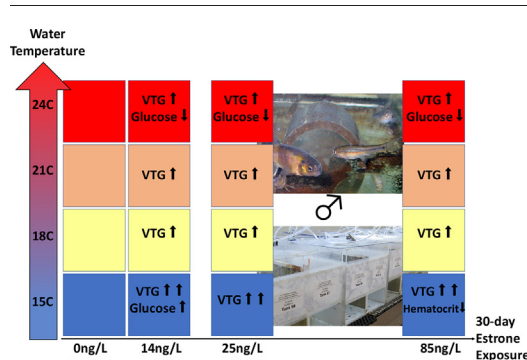 Water
Temperature
24C
VTG ↑
Glucose ↓
VTG ↑
Glucose ↓
VTG ↑
Glucose ↓
21C
VTG ↑
VTG ↑
VTG ↑
♂
18C
VTG ↑
VTG ↑
VTG ↑
15C
VTG ↑ ↑
Glucose ↑
VTG ↑ ↑
VTG ↑ ↑
Hematocrit ↓
0ng/L
14ng/L
25ng/L
85ng/L
30-day
Estrone
Exposure